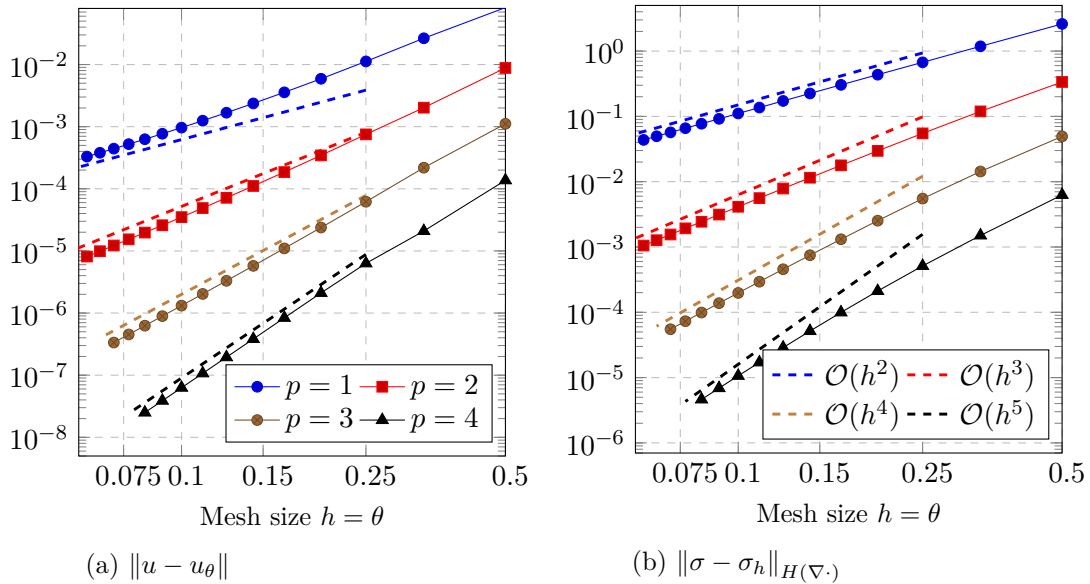 10^{-2}
10^{-3}
10^{-4}
10^{-5}
10^{-6}
10^{-7}
10^{-8}
p = 1 p = 2
p = 3 p = 4
0.075 0.1 0.15 0.25 0.5
Mesh size h = θ
(a) ‖u − u_θ‖
10^0
10^{-1}
10^{-2}
10^{-3}
10^{-4}
10^{-5}
10^{-6}
𝒪(h^2) 𝒪(h^3)
𝒪(h^4) 𝒪(h^5)
0.075 0.1 0.15 0.25 0.5
Mesh size h = θ
(b) ‖σ − σ_h‖_{H(∇·)}